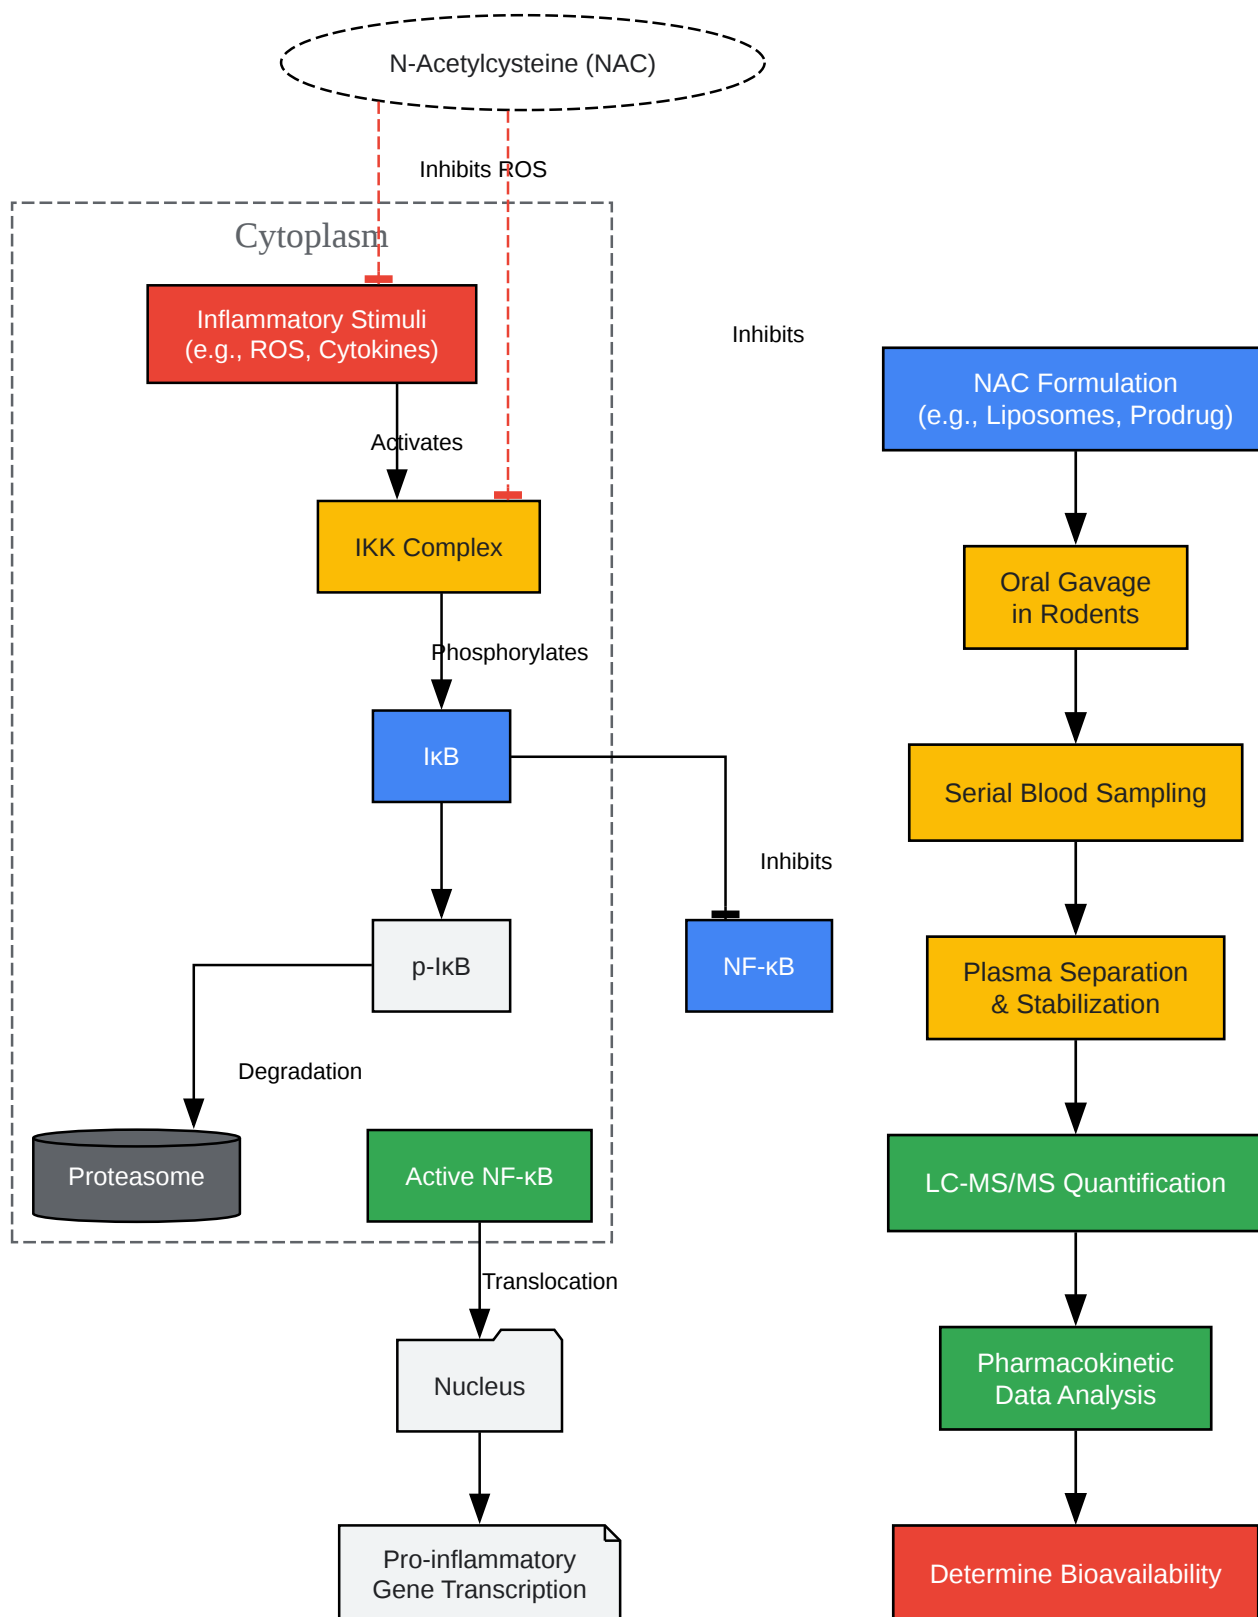 N-Acetylcysteine (NAC)
Inhibits ROS
Cytoplasm
Inflammatory Stimuli
(e.g., ROS, Cytokines)
Inhibits
Activates
IKK Complex
Phosphorylates
IκB
Inhibits
p-IκB
NF-κB
Degradation
Proteasome
Active NF-κB
Translocation
Nucleus
Pro-inflammatory
Gene Transcription
NAC Formulation
(e.g., Liposomes, Prodrug)
Oral Gavage
in Rodents
Serial Blood Sampling
Plasma Separation
& Stabilization
LC-MS/MS Quantification
Pharmacokinetic
Data Analysis
Determine Bioavailability